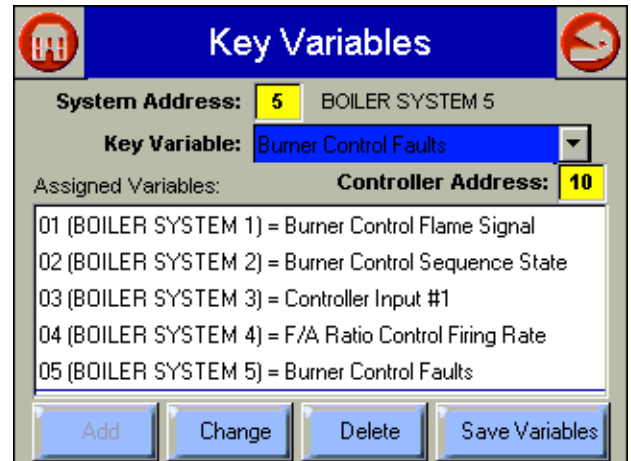 Key Variables
System Address: 5 BOILER SYSTEM 5
Key Variable: Burner Control Faults
Assigned Variables: Controller Address: 10
01 (BOILER SYSTEM 1) = Burner Control Flame Signal
02 (BOILER SYSTEM 2) = Burner Control Sequence State
03 (BOILER SYSTEM 3) = Controller Input #1
04 (BOILER SYSTEM 4) = F/A Ratio Control Firing Rate
05 (BOILER SYSTEM 5) = Burner Control Faults
Add Change Delete Save Variables